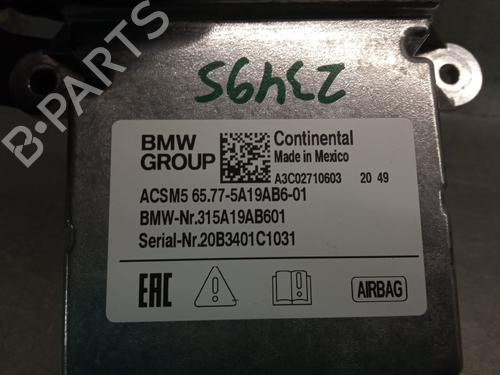 B-PARTS
23495
BMW
GROUP
Continental
Made in Mexico
A3C02710603 20 49
ACSM5 65.77-5A19AB6-01
BMW-Nr.315A19AB601
Serial-Nr.20B3401C1031
EAC
AIRBAG